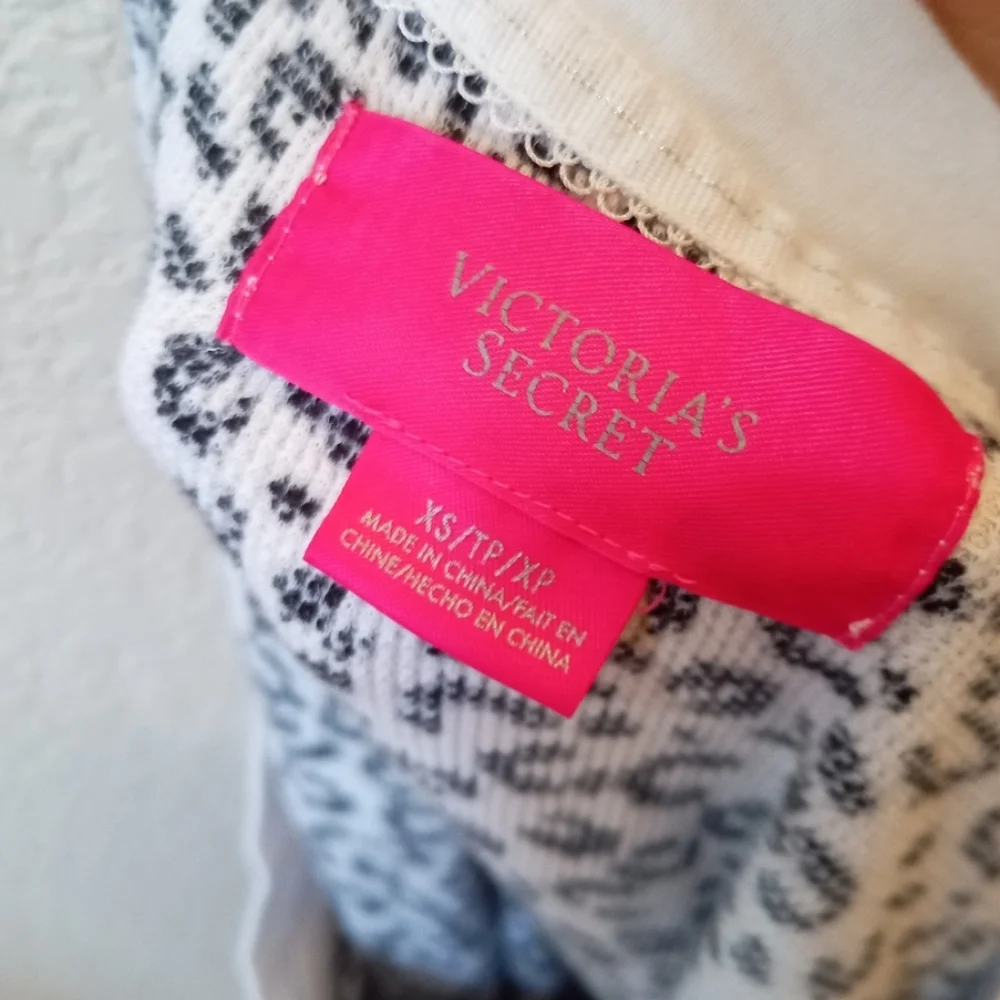 VICTORIA'S
SECRET
XS/TP/XP
MADE IN CHINA/FAIT EN
CHINE/HECHO EN CHINA